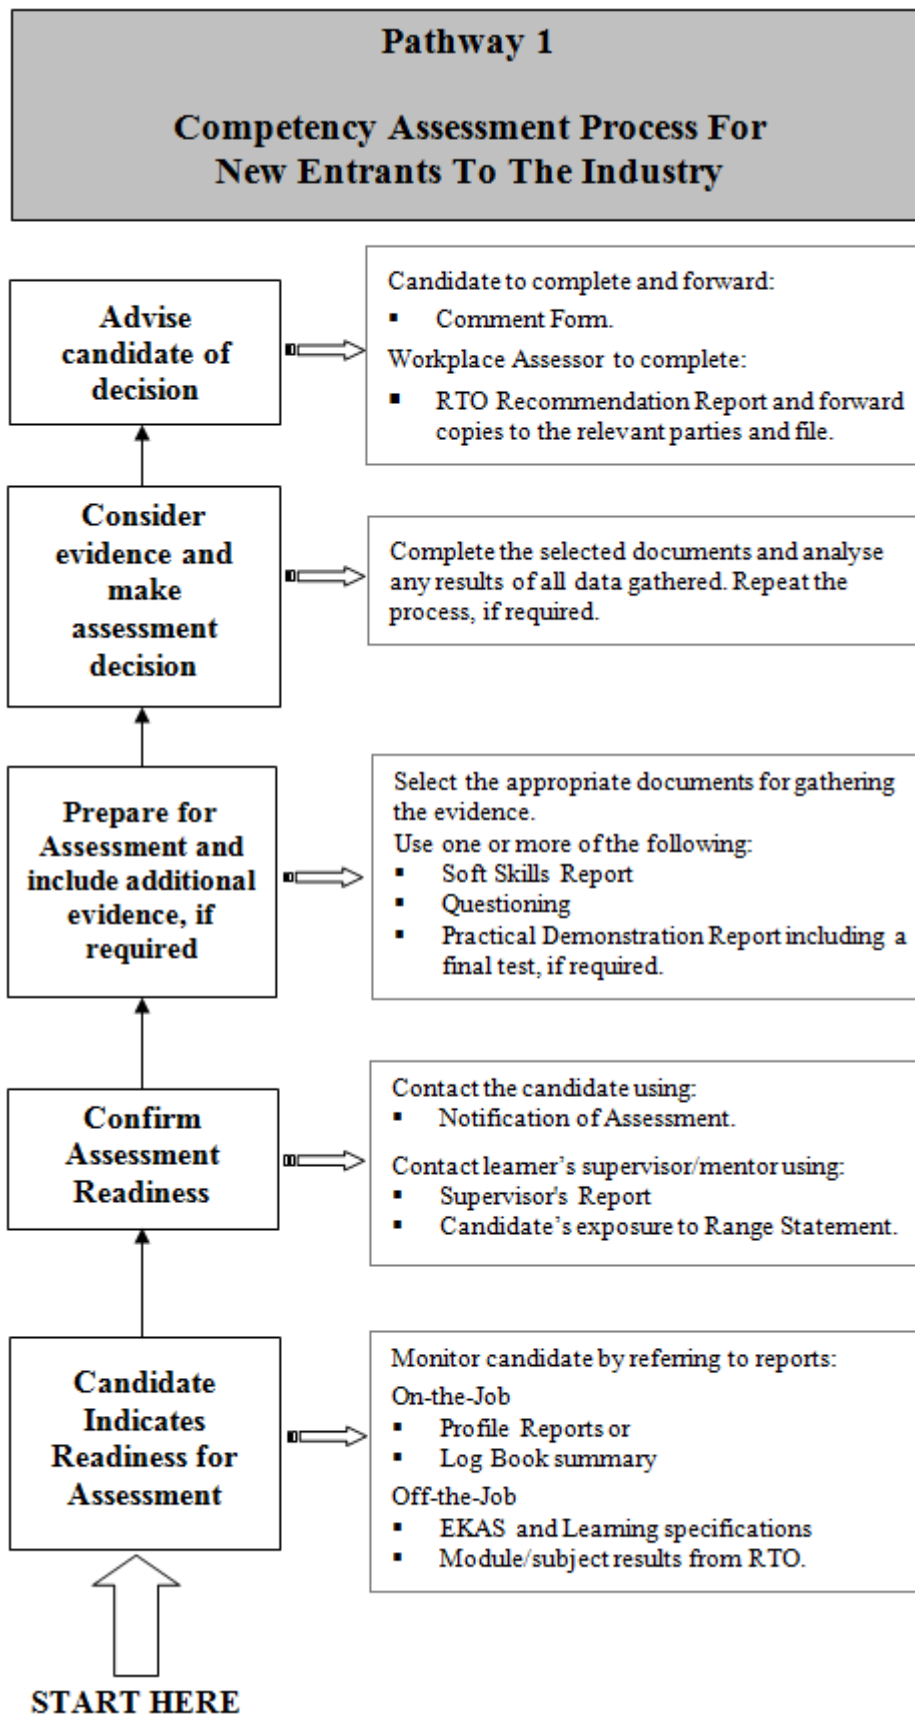 Pathway 1
Competency Assessment Process For
New Entrants To The Industry
Advise
candidate of
decision
Candidate to complete and forward:
▪ Comment Form.
Workplace Assessor to complete:
▪ RTO Recommendation Report and forward
copies to the relevant parties and file.
Consider
evidence and
make
assessment
decision
Complete the selected documents and analyse
any results of all data gathered. Repeat the
process, if required.
Prepare for
Assessment and
include additional
evidence, if
required
Select the appropriate documents for gathering
the evidence.
Use one or more of the following:
▪ Soft Skills Report
▪ Questioning
▪ Practical Demonstration Report including a
final test, if required.
Confirm
Assessment
Readiness
Contact the candidate using:
▪ Notification of Assessment.
Contact learner’s supervisor/mentor using:
▪ Supervisor's Report
▪ Candidate’s exposure to Range Statement.
Candidate
Indicates
Readiness for
Assessment
Monitor candidate by referring to reports:
On-the-Job
▪ Profile Reports or
▪ Log Book summary
Off-the-Job
▪ EKAS and Learning specifications
▪ Module/subject results from RTO.
START HERE